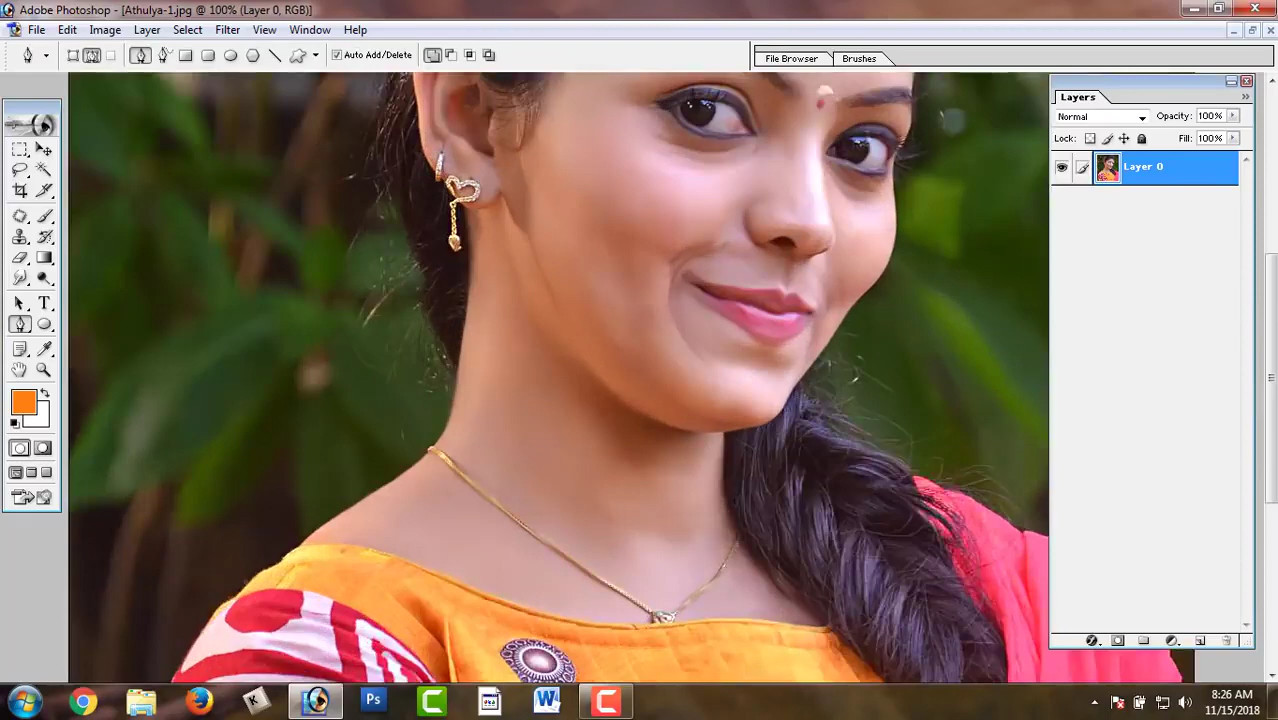 Adobe Photoshop - [Athulya-1.jpg @ 100% (Layer 0, RGB)]
File Edit Image Layer Select Filter View Window Help
Auto Add/Delete
File Browser Brushes
Layers
Normal Opacity: 100%
Lock: Fill: 100%
Layer 0
T
K Ps C W C
8:26 AM
11/15/2018